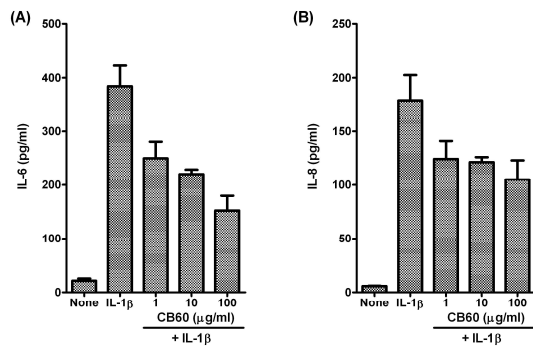 (A)
500
400
300
200
100
0
IL-6 (pg/ml)
None IL-1β 1 10 100
CB60 (μg/ml)
+ IL-1β
(B)
250
200
150
100
50
0
IL-8 (pg/ml)
None IL-1β 1 10 100
CB60 (μg/ml)
+ IL-1β